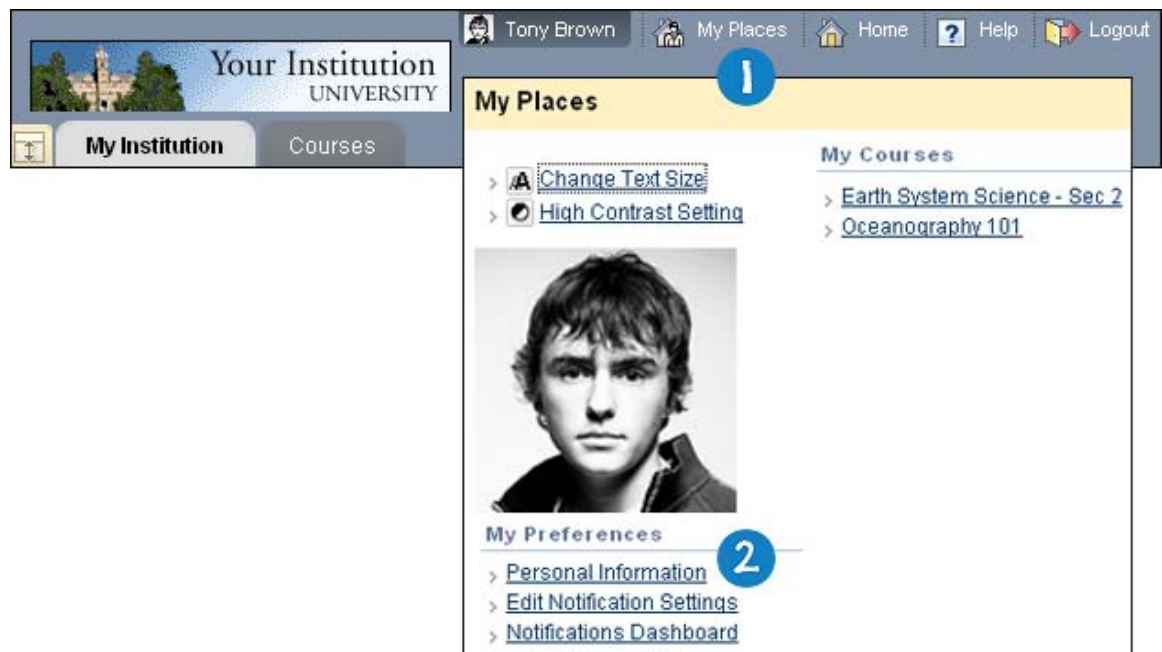 Tony Brown My Places Home ? Help Logout
Your Institution
UNIVERSITY
1
My Places
My Institution Courses
My Courses
A Change Text Size
High Contrast Setting
Earth System Science - Sec 2
Oceanography 101
My Preferences
2
Personal Information
Edit Notification Settings
Notifications Dashboard